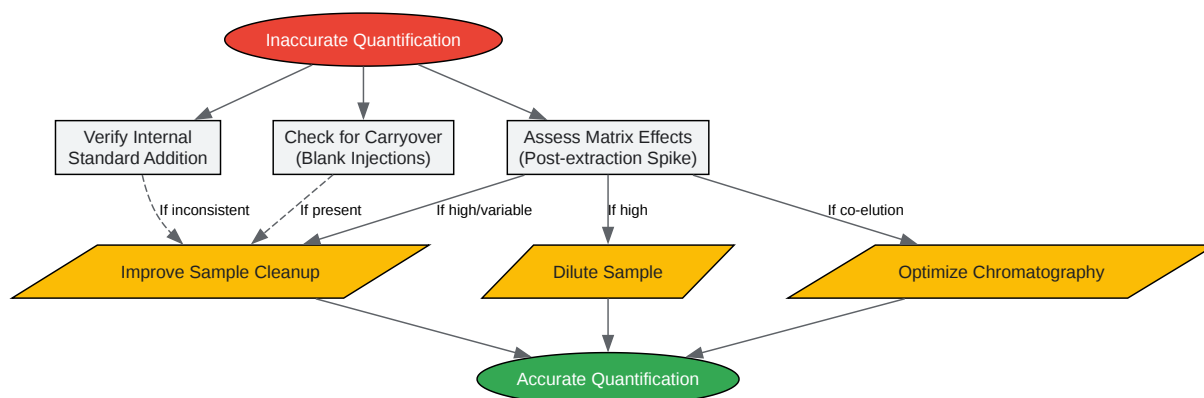 Inaccurate Quantification
Verify Internal
Standard Addition
Check for Carryover
(Blank Injections)
Assess Matrix Effects
(Post-extraction Spike)
If inconsistent
If present
If high/variable
If high
If co-elution
Improve Sample Cleanup
Dilute Sample
Optimize Chromatography
Accurate Quantification